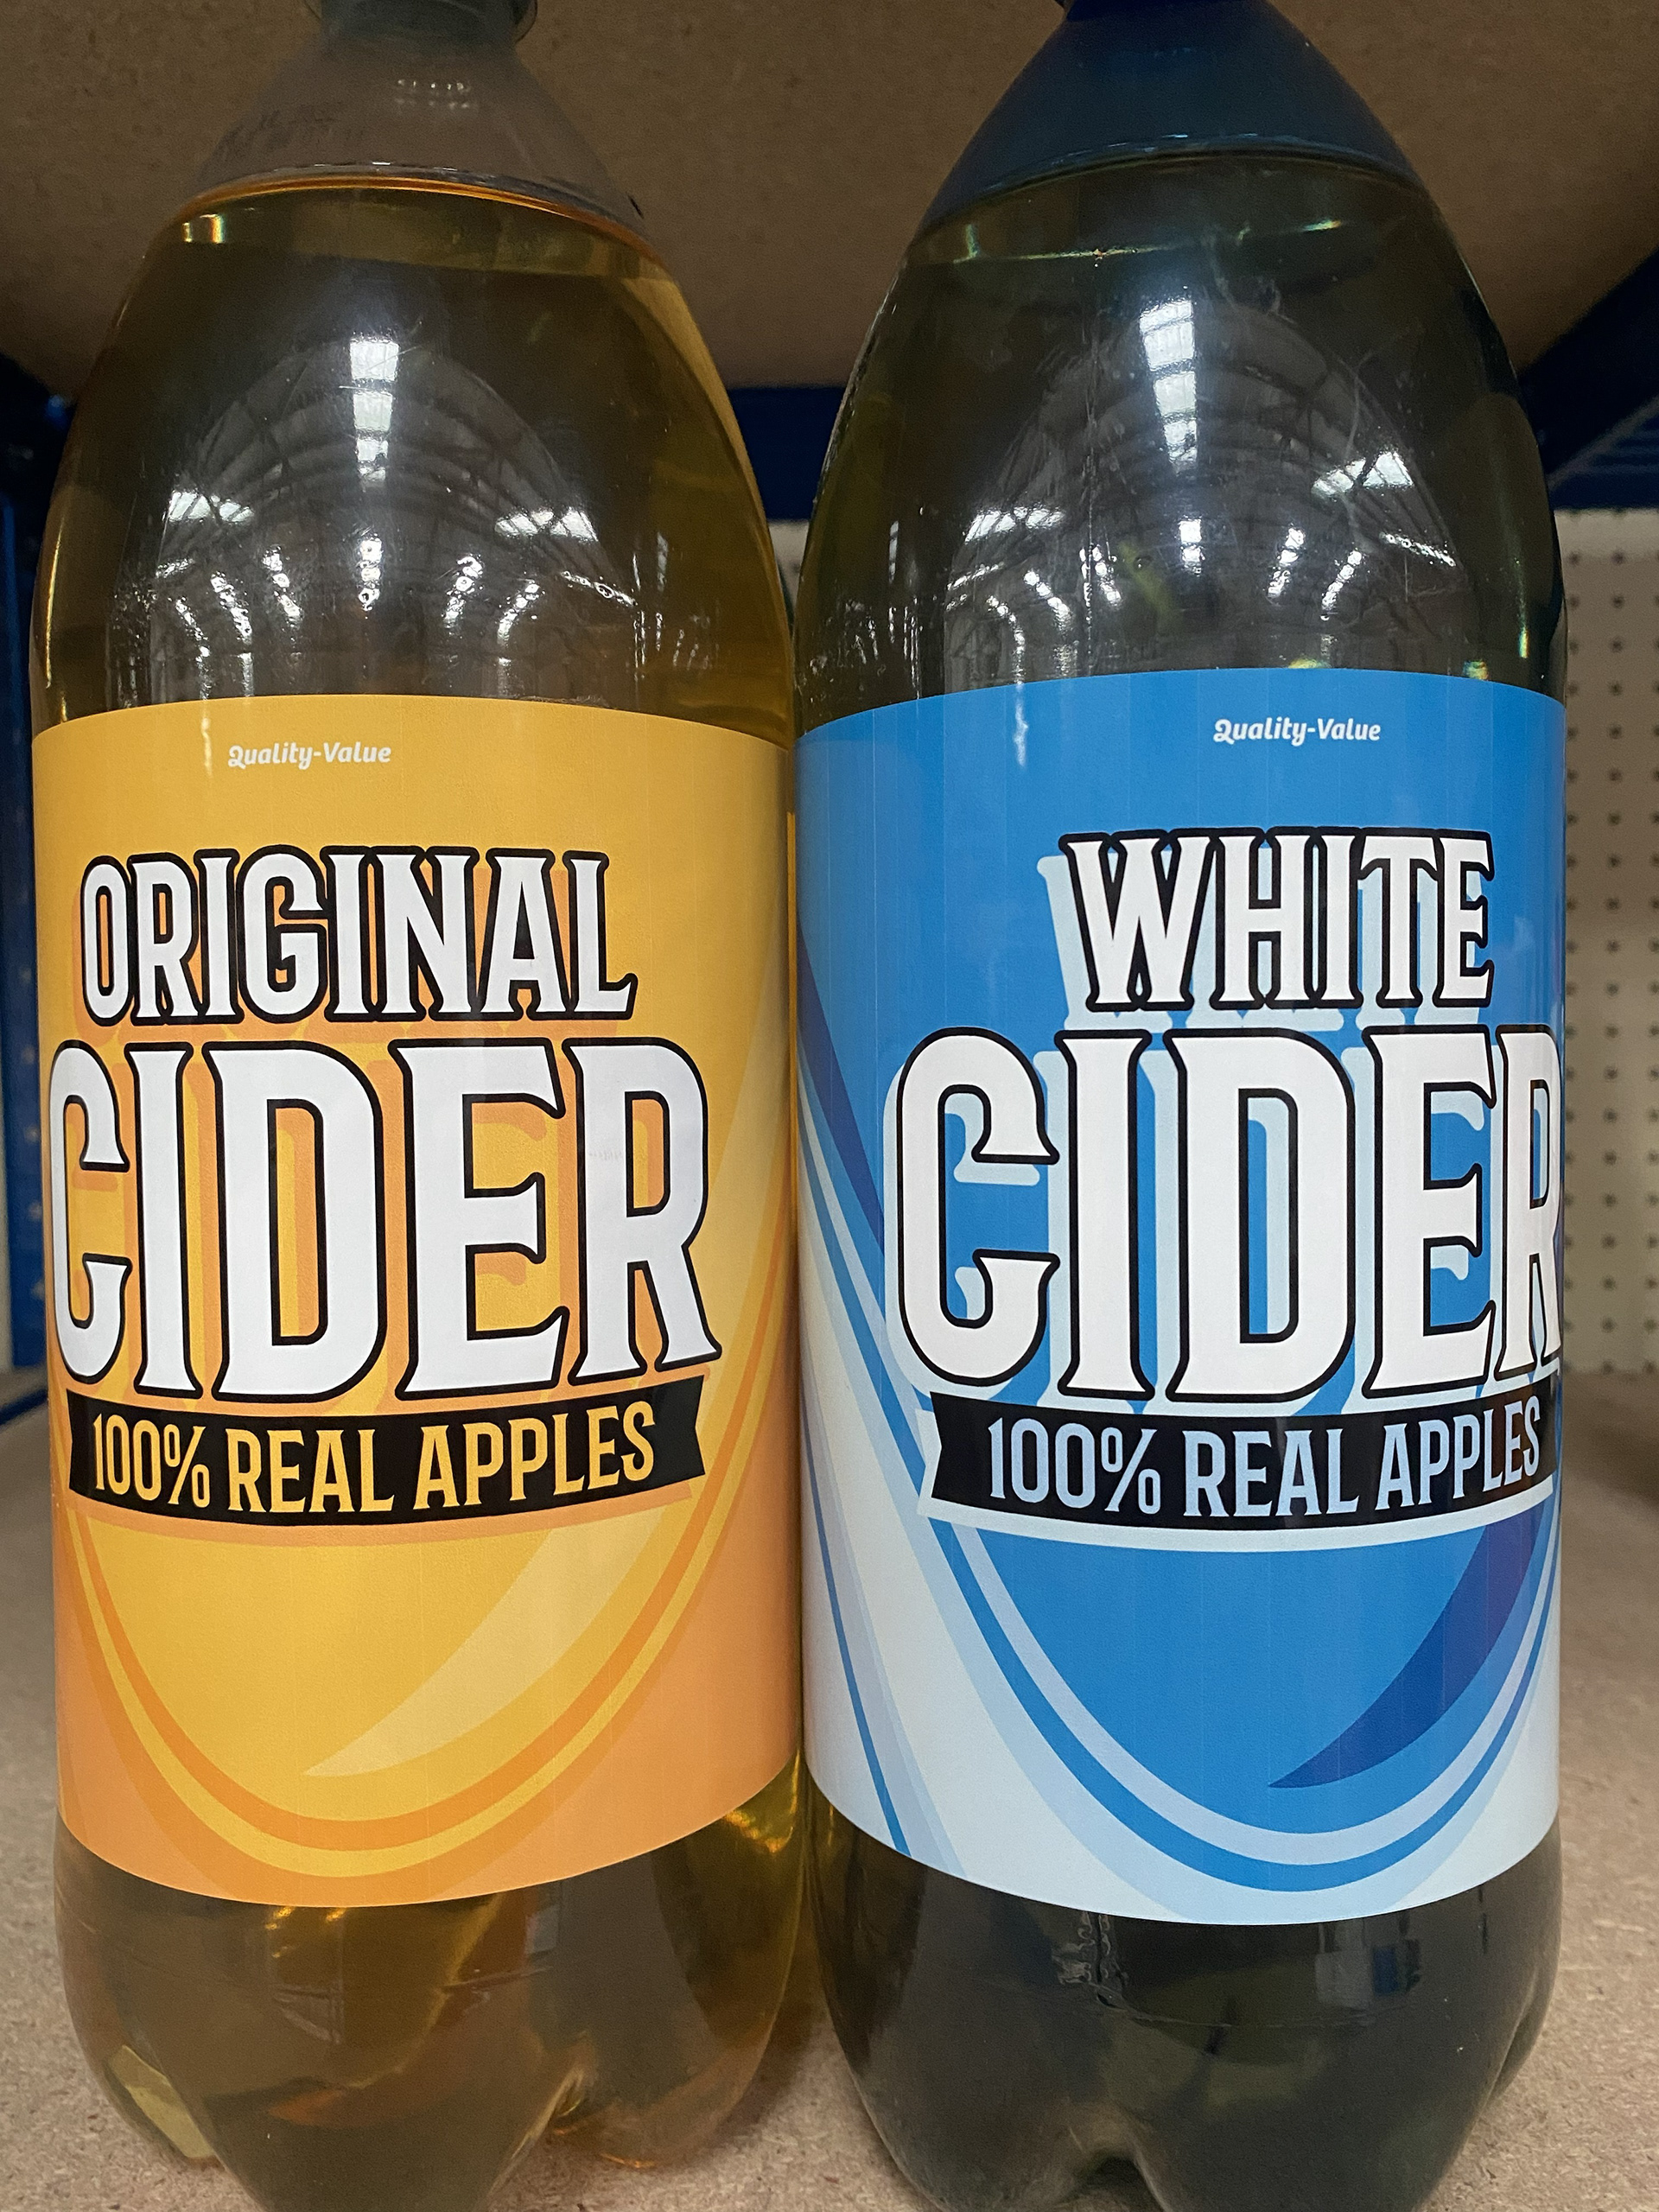 Quality-Value
ORIGINAL
CIDER
100% REAL APPLES
Quality-Value
WHITE
CIDER
100% REAL APPLES